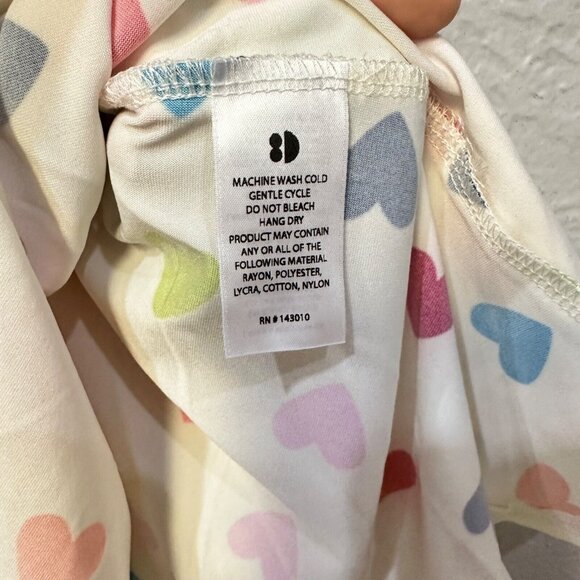 8D
MACHINE WASH COLD
GENTLE CYCLE
DO NOT BLEACH
HANG DRY
PRODUCT MAY CONTAIN
ANY OR ALL OF THE
FOLLOWING MATERIAL
RAYON, POLYESTER,
LYCRA, COTTON, NYLON
RN # 143010